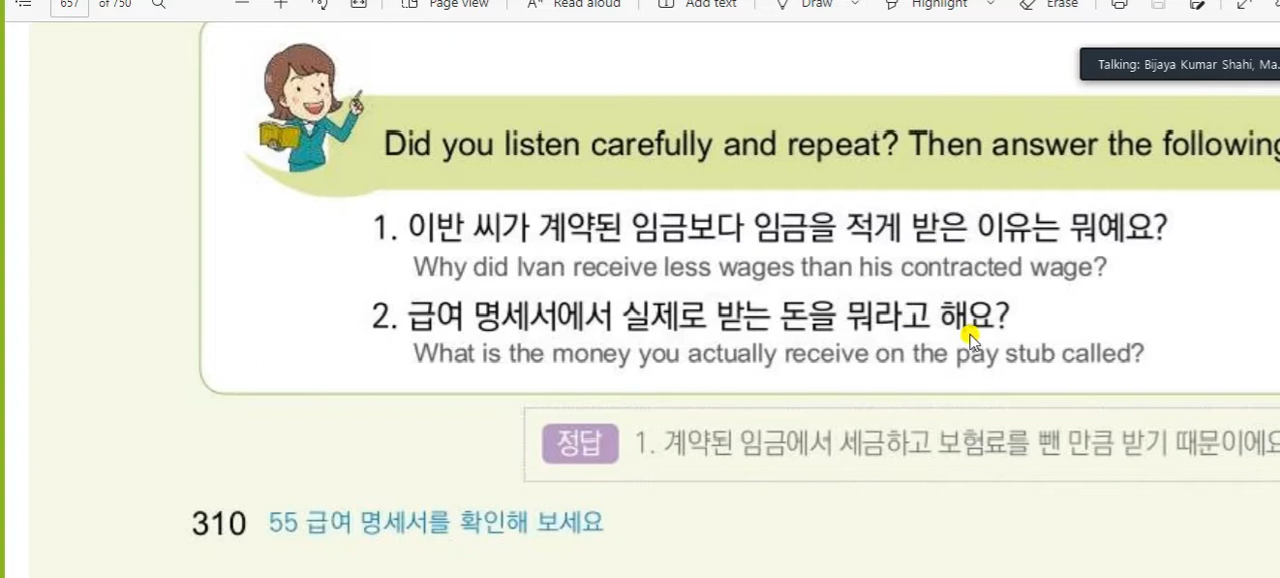 657 of 750 Page view Read aloud Add text Draw Highlight Erase
Talking: Bijaya Kumar Shahi, Ma.
Did you listen carefully and repeat? Then answer the following
1. 이반 씨가 계약된 임금보다 임금을 적게 받은 이유는 뭐예요?
Why did Ivan receive less wages than his contracted wage?
2. 급여 명세서에서 실제로 받는 돈을 뭐라고 해요?
What is the money you actually receive on the pay stub called?
정답 1. 계약된 임금에서 세금하고 보험료를 뺀 만큼 받기 때문이에요
310 55 급여 명세서를 확인해 보세요